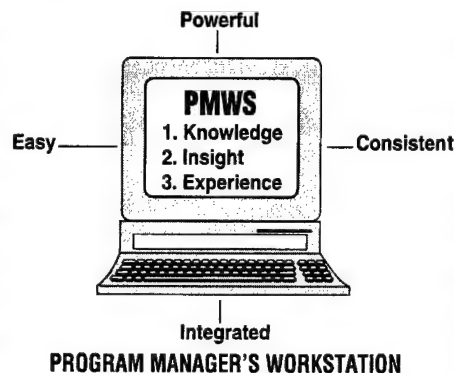 Powerful
PMWS
1. Knowledge
2. Insight
3. Experience
Easy
Consistent
Integrated
PROGRAM MANAGER'S WORKSTATION